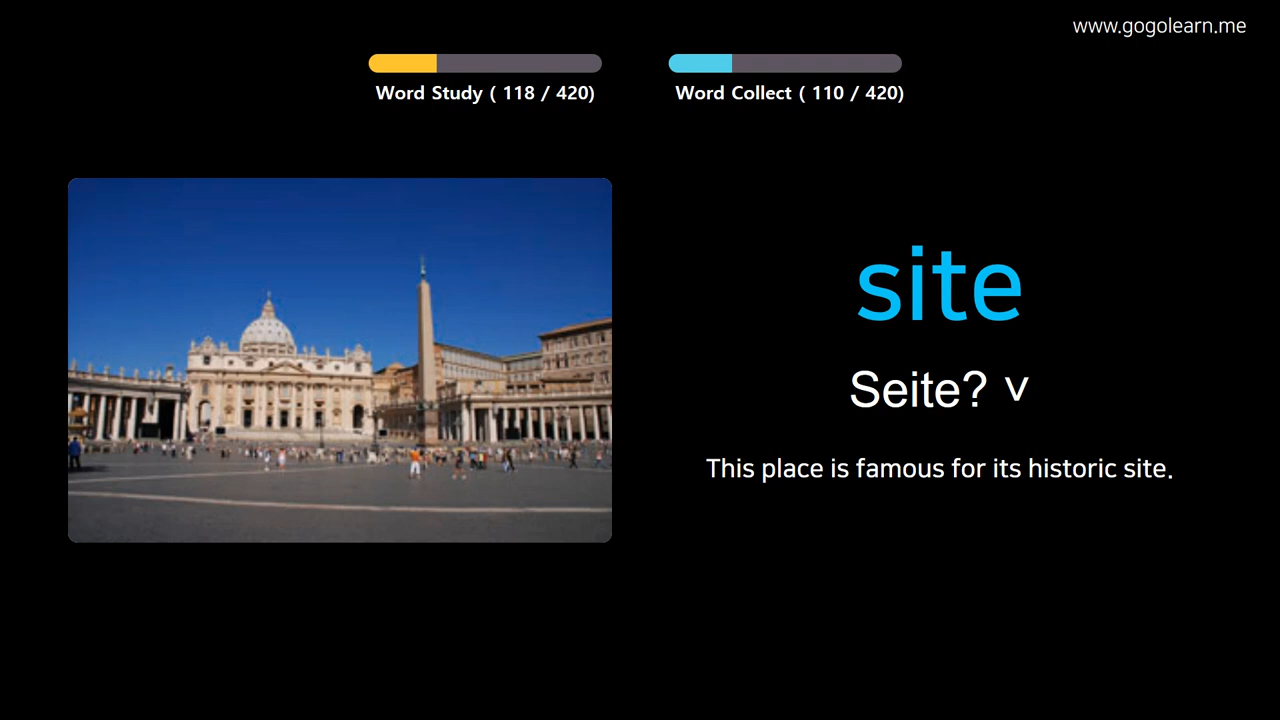 www.gogolearn.me
Word Study ( 118 / 420)
Word Collect ( 110 / 420)
site
Seite? ˅
This place is famous for its historic site.